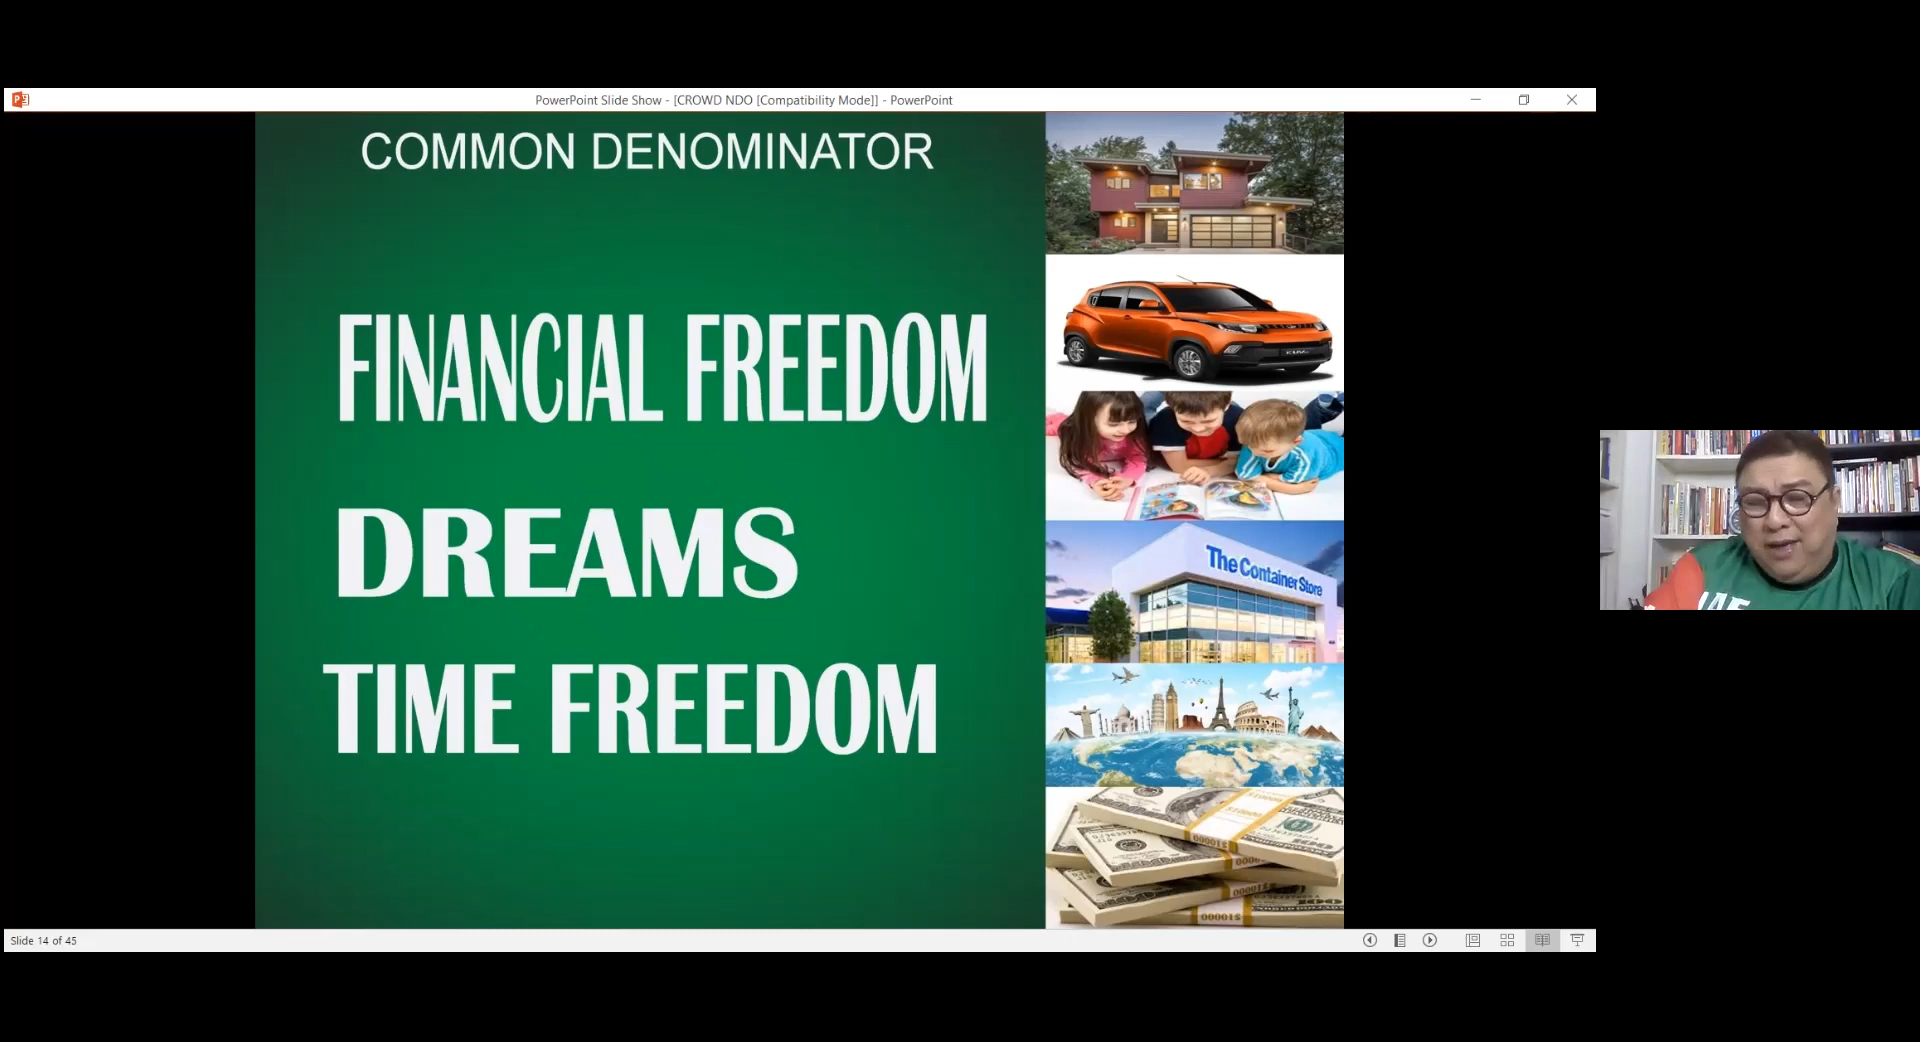 PowerPoint Slide Show - [CROWD NDO [Compatibility Mode]] - PowerPoint
COMMON DENOMINATOR
FINANCIAL FREEDOM
DREAMS
TIME FREEDOM
The Container Store
Slide 14 of 45